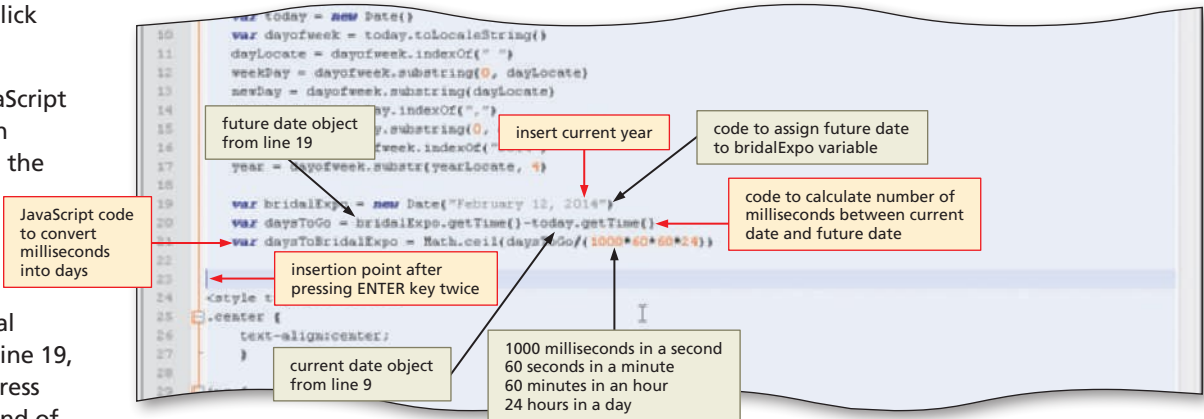 lick
aScript
n
the
al
ine 19,
ress
nd of
var today = new Date()
10 var dayofweek = today.toLocaleString()
11 dayLocate = dayofweek.indexOf(" ")
12 weekDay = dayofweek.substring(0, dayLocate)
13 newDay = dayofweek.substring(dayLocate)
14 ay.indexOf(",")
15 y.substring(0,
16 fweek.indexOf("
17 year = dayofweek.substr(yearLocate, 4)
18
19 var bridalExpo = new Date("February 12, 2014")
20 var daysToGo = bridalExpo.getTime()-today.getTime()
21 var daysToBridalExpo = Math.ceil(daysToGo/(1000*60*60*24))
22
23
24 <style t
25 .center {
26 text-align:center;
27 }
28
29
future date object
from line 19
insert current year
code to assign future date
to bridalExpo variable
JavaScript code
to convert
milliseconds
into days
code to calculate number of
milliseconds between current
date and future date
insertion point after
pressing ENTER key twice
current date object
from line 9
1000 milliseconds in a second
60 seconds in a minute
60 minutes in an hour
24 hours in a day